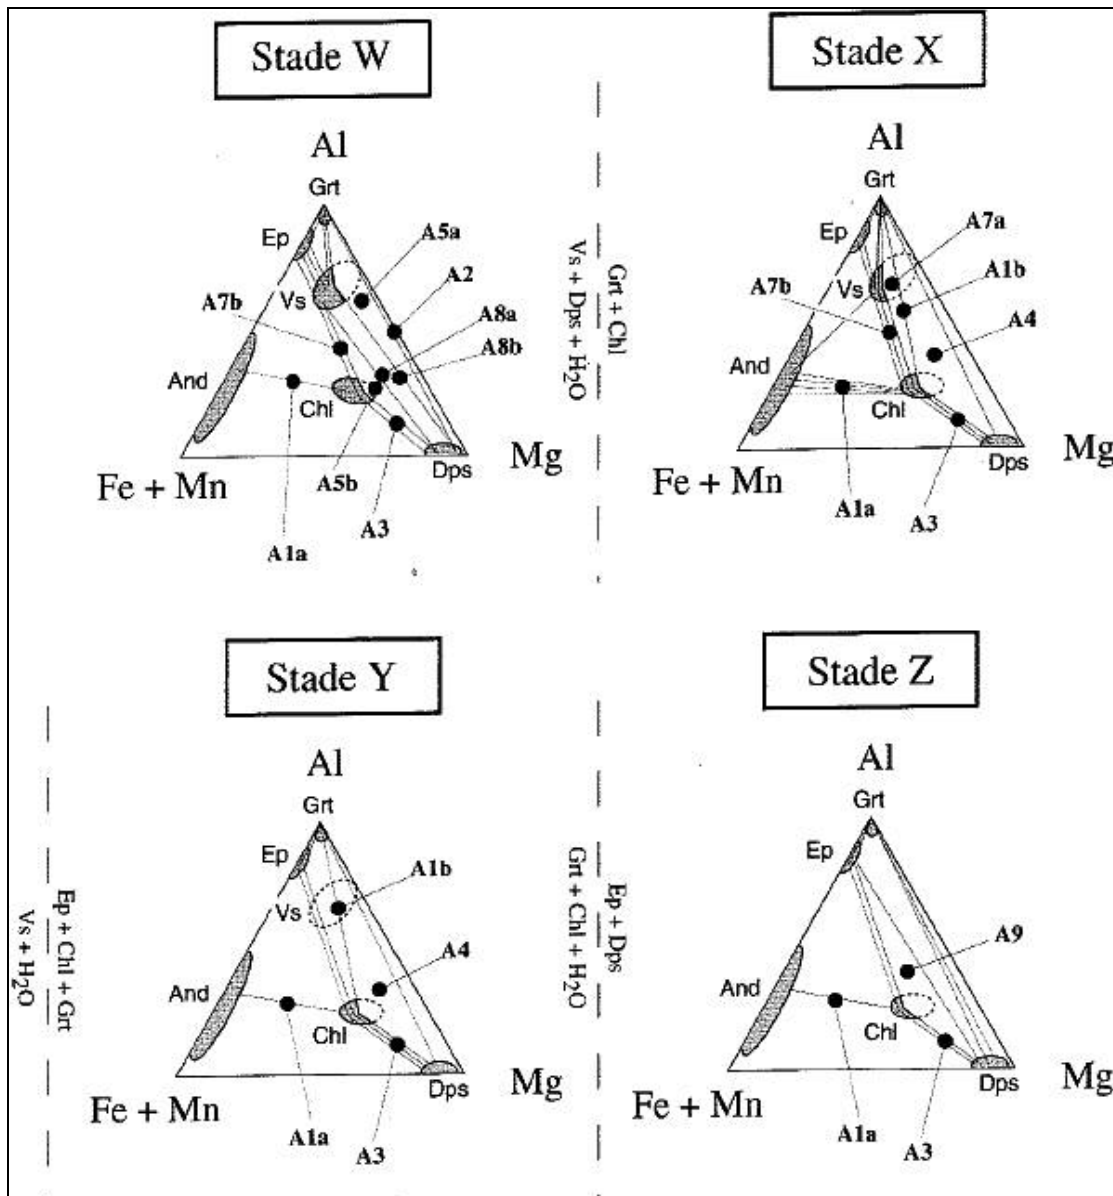 Stade W
Al
Grt
Ep
A5a
A2
Vs
A7b
A8a
A8b
And
Chl
Mg
Dps
Fe + Mn
A5b
A3
A1a
Grt + Chl
Vs + Dps + H2O
Stade X
Al
Grt
A7a
Ep
A1b
Vs
A7b
A4
And
Chl
Mg
Dps
Fe + Mn
A1a
A3
Ep + Chl + Grt
Vs + H2O
Stade Y
Al
Grt
Ep
A1b
Vs
A4
And
Chl
Mg
Dps
Fe + Mn
A1a
A3
Ep + Dps
Grt + Chl + H2O
Stade Z
Al
Grt
Ep
A9
And
Chl
Mg
Dps
Fe + Mn
A1a
A3